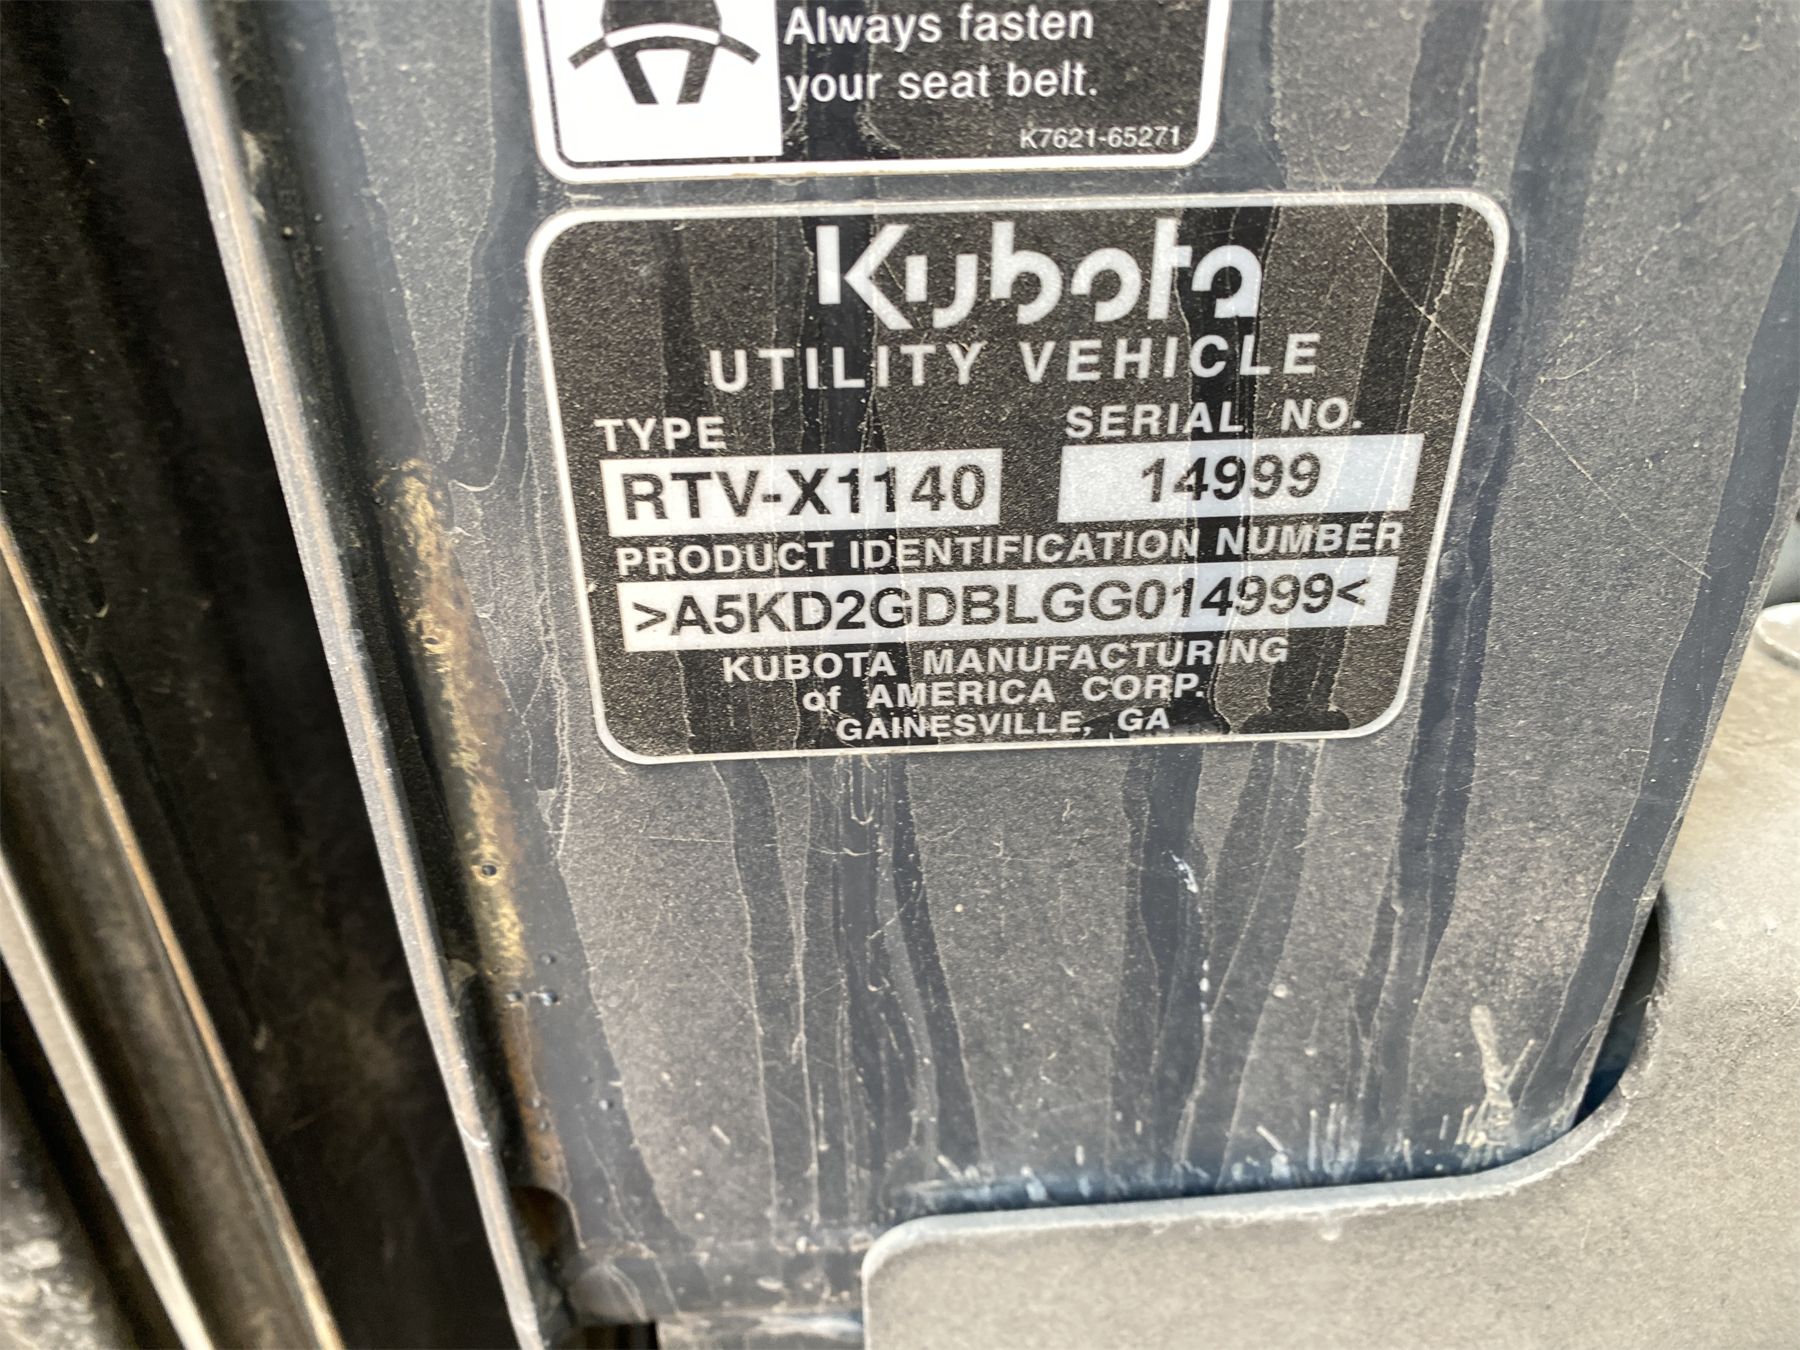 Always fasten
your seat belt.
K7621-65271
Kubota
UTILITY VEHICLE
TYPE SERIAL NO.
RTV-X1140 14999
PRODUCT IDENTIFICATION NUMBER
>A5KD2GDBLGG014999<
KUBOTA MANUFACTURING
of AMERICA CORP.
GAINESVILLE, GA